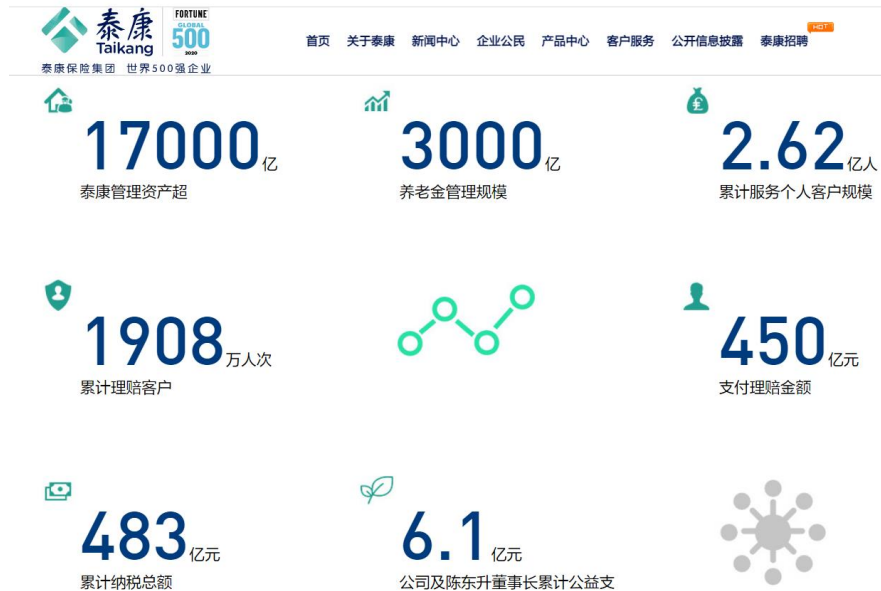 泰康
Taikang
FORTUNE
GLOBAL
500
2020
泰康保险集团 世界500强企业
首页 关于泰康 新闻中心 企业公民 产品中心 客户服务 公开信息披露 泰康招聘
HOT
17000亿
泰康管理资产超
3000亿
养老金管理规模
2.62亿人
累计服务个人客户规模
1908万人次
累计理赔客户
450亿元
支付理赔金额
483亿元
累计纳税总额
6.1亿元
公司及陈东升董事长累计公益支